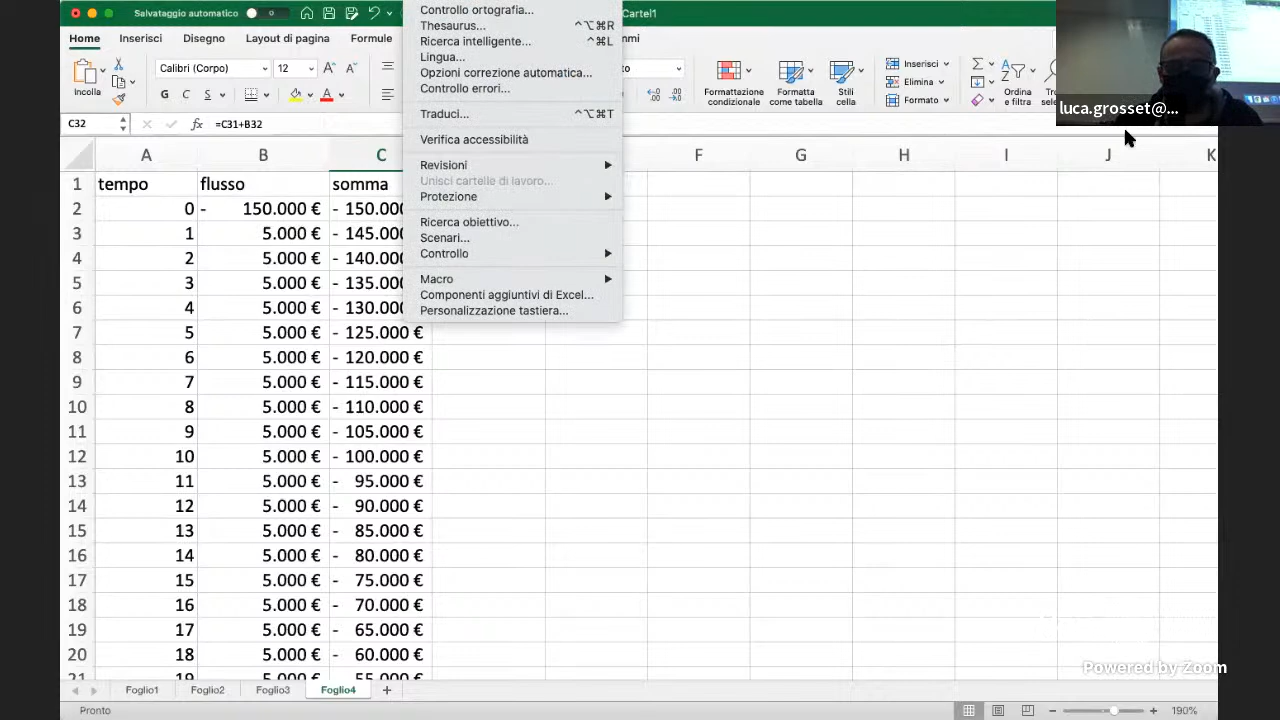 Salvataggio automatico
Cartel1
luca.grosset@...
Home
Inserisci
Disegno
Layout di pagina
Formule
Incolla
Calibri (Corpo)
12
G
C
S
A
Formattazione
condizionale
Formatta
come tabella
Stili
cella
Inserisci
Elimina
Formato
Ordina
e filtra
Controllo ortografia...
Thesaurus... ^⌥⌘R
Ricerca intelligente
Lingua...
Opzioni correzione automatica...
Controllo errori...
Traduci... ^⌥⌘T
Verifica accessibilità
Revisioni
Unisci cartelle di lavoro...
Protezione
Ricerca obiettivo...
Scenari...
Controllo
Macro
Componenti aggiuntivi di Excel...
Personalizzazione tastiera...
C32 fx =C31+B32
A B C F G H I J K
1 tempo flusso somma
2 0 - 150.000 € - 150.00
3 1 5.000 € - 145.00
4 2 5.000 € - 140.00
5 3 5.000 € - 135.00
6 4 5.000 € - 130.00
7 5 5.000 € - 125.000 €
8 6 5.000 € - 120.000 €
9 7 5.000 € - 115.000 €
10 8 5.000 € - 110.000 €
11 9 5.000 € - 105.000 €
12 10 5.000 € - 100.000 €
13 11 5.000 € - 95.000 €
14 12 5.000 € - 90.000 €
15 13 5.000 € - 85.000 €
16 14 5.000 € - 80.000 €
17 15 5.000 € - 75.000 €
18 16 5.000 € - 70.000 €
19 17 5.000 € - 65.000 €
20 18 5.000 € - 60.000 €
21 19 5.000 € - 55.000 €
Powered by Zoom
Foglio1 Foglio2 Foglio3 Foglio4 +
Pronto
190%